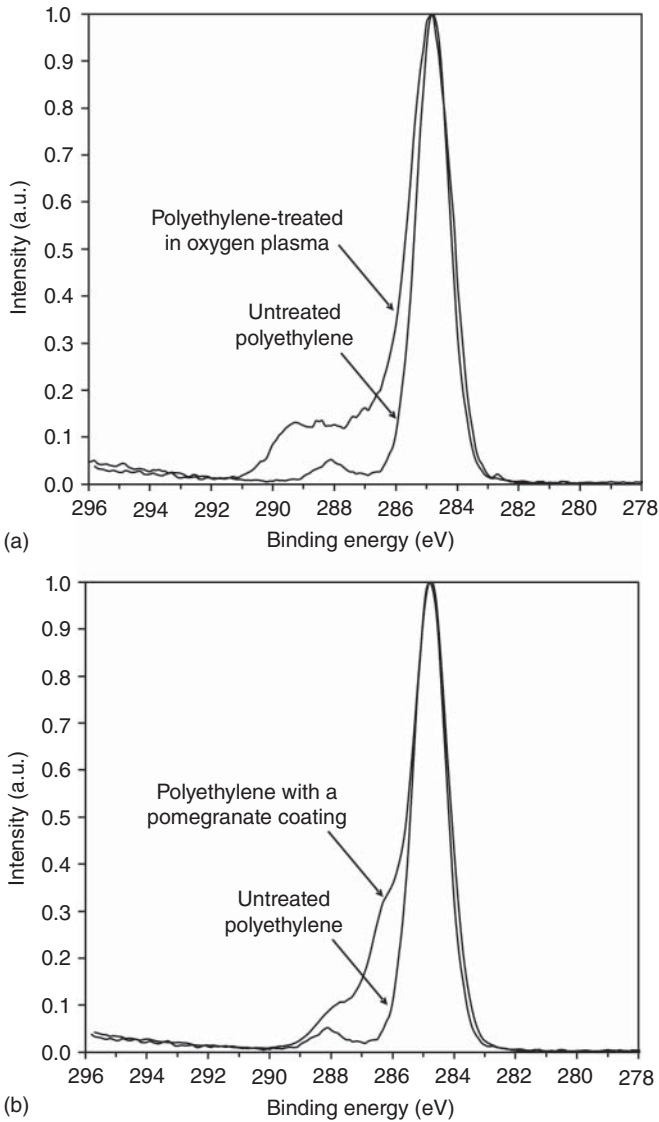 1.0
0.9
0.8
0.7
0.6
0.5
0.4
0.3
0.2
0.1
0.0
Intensity (a.u.)
Polyethylene-treated
in oxygen plasma
Untreated
polyethylene
296 294 292 290 288 286 284 282 280 278
(a)
Binding energy (eV)
1.0
0.9
0.8
0.7
0.6
0.5
0.4
0.3
0.2
0.1
0.0
Intensity (a.u.)
Polyethylene with a
pomegranate coating
Untreated
polyethylene
296 294 292 290 288 286 284 282 280 278
(b)
Binding energy (eV)